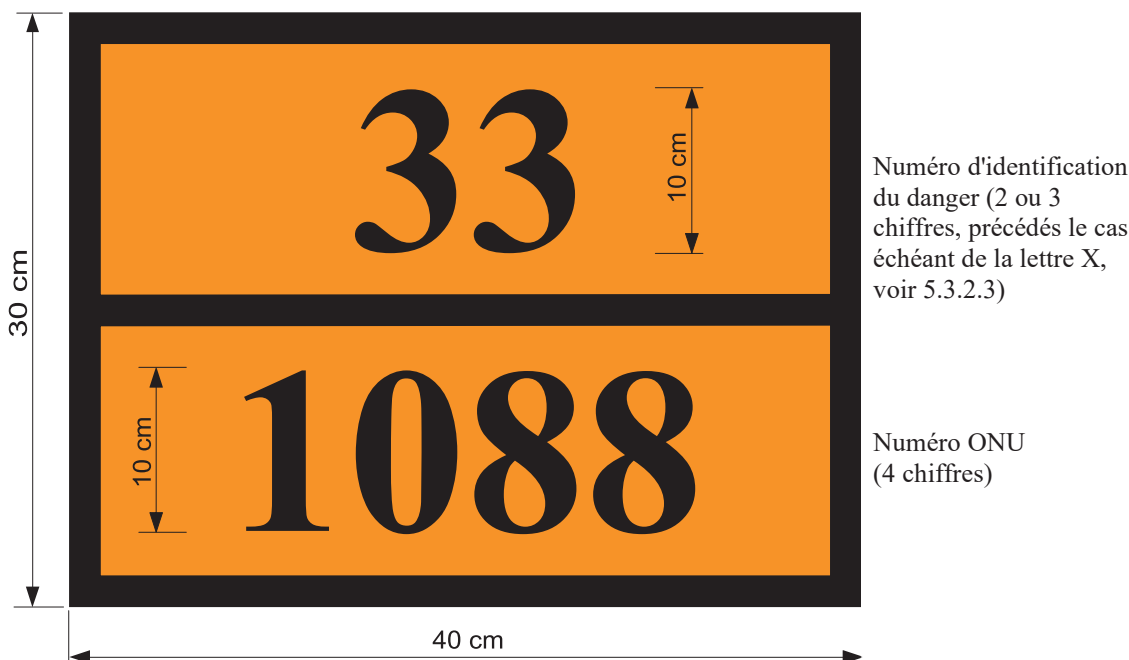 33
10 cm
Numéro d'identification
du danger (2 ou 3
chiffres, précédés le cas
échéant de la lettre X,
voir 5.3.2.3)
30 cm
10 cm
1088
Numéro ONU
(4 chiffres)
40 cm